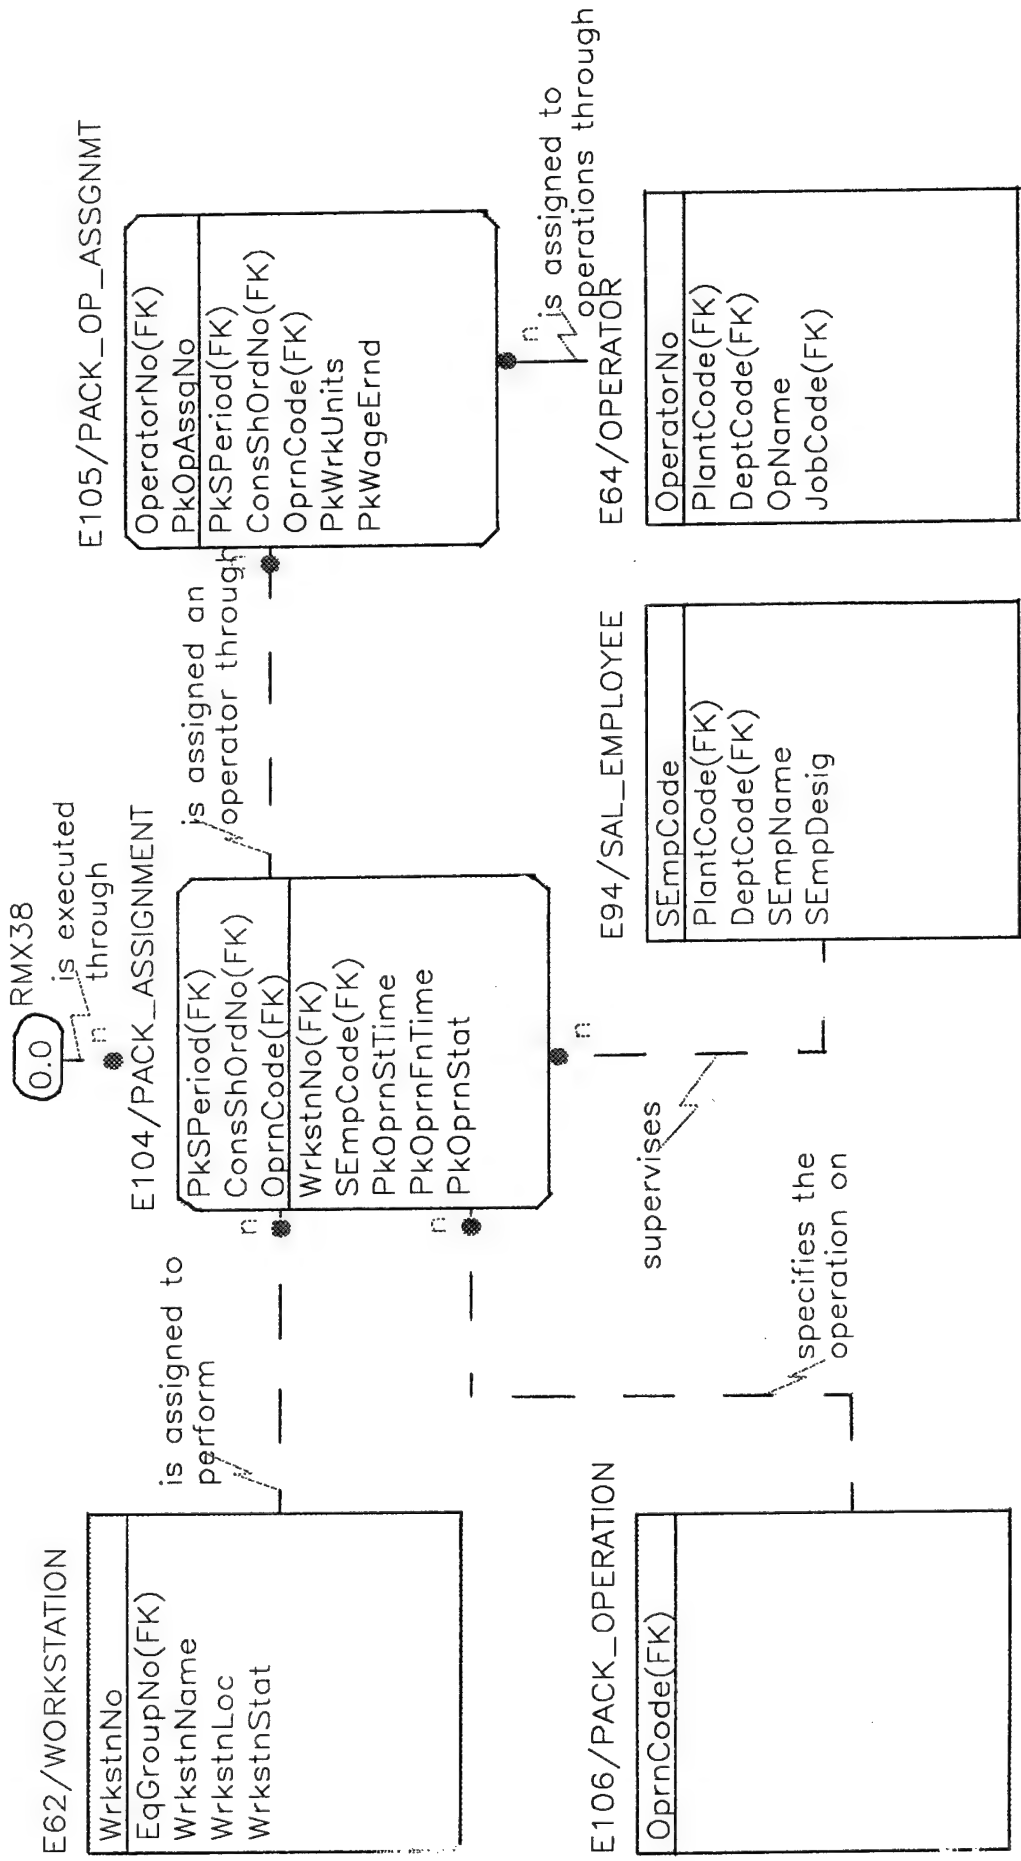 RMX38
0.0
is executed
through
n
E62/WORKSTATION
WrkstnNo
EqGroupNo(FK)
WrkstnName
WrkstnLoc
WrkstnStat
is assigned to
perform
n
n
E104/PACK_ASSIGNMENT
PkSPeriod(FK)
ConsShOrdNo(FK)
OprnCode(FK)
WrkstnNo(FK)
SEmpCode(FK)
PkOprnStTime
PkOprnFnTime
PkOprnStat
is assigned an
operator through
n
E105/PACK_OP_ASSGNMT
OperatorNo(FK)
PkOpAssgNo
PkSPeriod(FK)
ConsShOrdNo(FK)
OprnCode(FK)
PkWrkUnits
PkWageErnd
n
is assigned to
operations through
n
supervises
specifies the
operation on
E106/PACK_OPERATION
OprnCode(FK)
E94/SAL_EMPLOYEE
SEmpCode
PlantCode(FK)
DeptCode(FK)
SEmpName
SEmpDesig
E64/OPERATOR
OperatorNo
PlantCode(FK)
DeptCode(FK)
OpName
JobCode(FK)